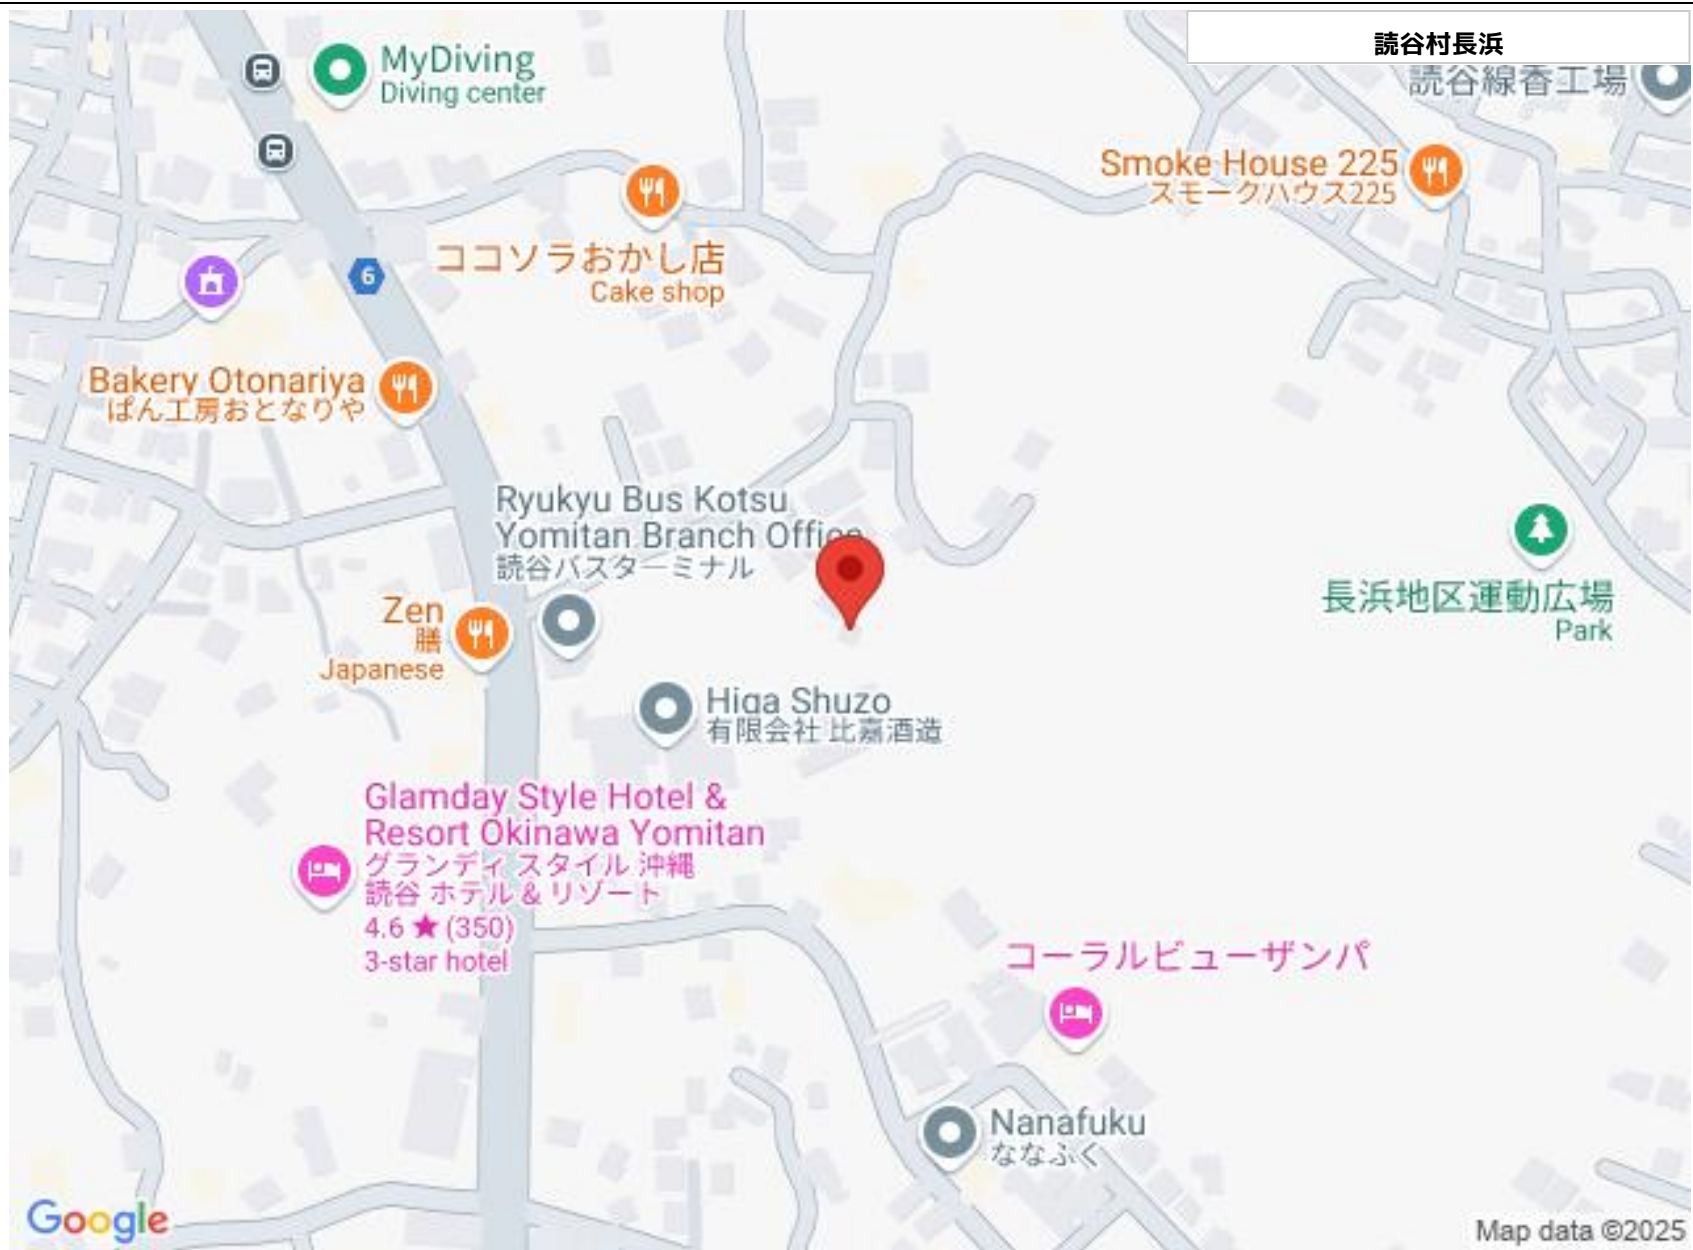 読谷村長浜
MyDiving
Diving center
読谷線香工場
Smoke House 225
スモークハウス225
ココソラおかし店
Cake shop
6
Bakery Otonariya
ぱん工房おとなりや
Ryukyu Bus Kotsu
Yomitan Branch Office
読谷バスターミナル
Zen
膳
Japanese
長浜地区運動広場
Park
Higa Shuzo
有限会社 比嘉酒造
Glamday Style Hotel &
Resort Okinawa Yomitan
グランディ スタイル 沖縄
読谷 ホテル & リゾート
4.6 ★ (350)
3-star hotel
コーラルビューザンパ
Nanafuku
ななふく
Google
Map data ©2025